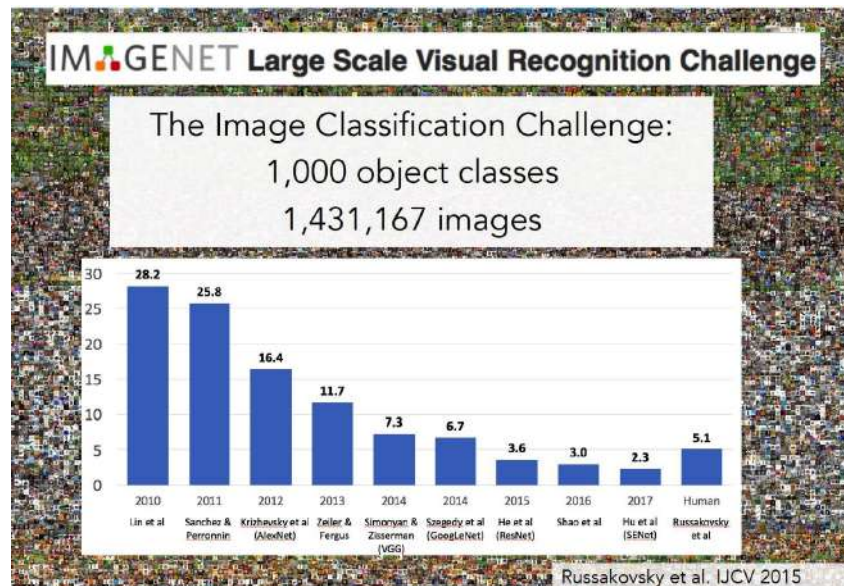 IMAGENET Large Scale Visual Recognition Challenge
The Image Classification Challenge:
1,000 object classes
1,431,167 images
30
25
20
15
10
5
0
28.2
25.8
16.4
11.7
7.3
6.7
3.6
3.0
2.3
5.1
2010 2011 2012 2013 2014 2014 2015 2016 2017 Human
Lin et al Sanchez & Krizhevsky et al Zeiler & Simonyan & Szegedy et al He et al Shao et al Hu et al Russakovsky
Perronnin (AlexNet) Fergus Zisserman (GoogLeNet) (ResNet) (SENet) et al
(VGG)
Russakovsky et al. IJCV 2015